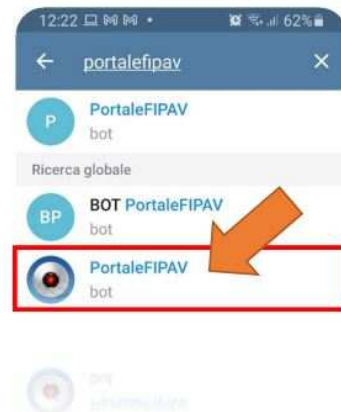 12:22 62%
portalefipav
P PortaleFIPAV
bot
Ricerca globale
BP BOT PortaleFIPAV
bot
PortaleFIPAV
bot